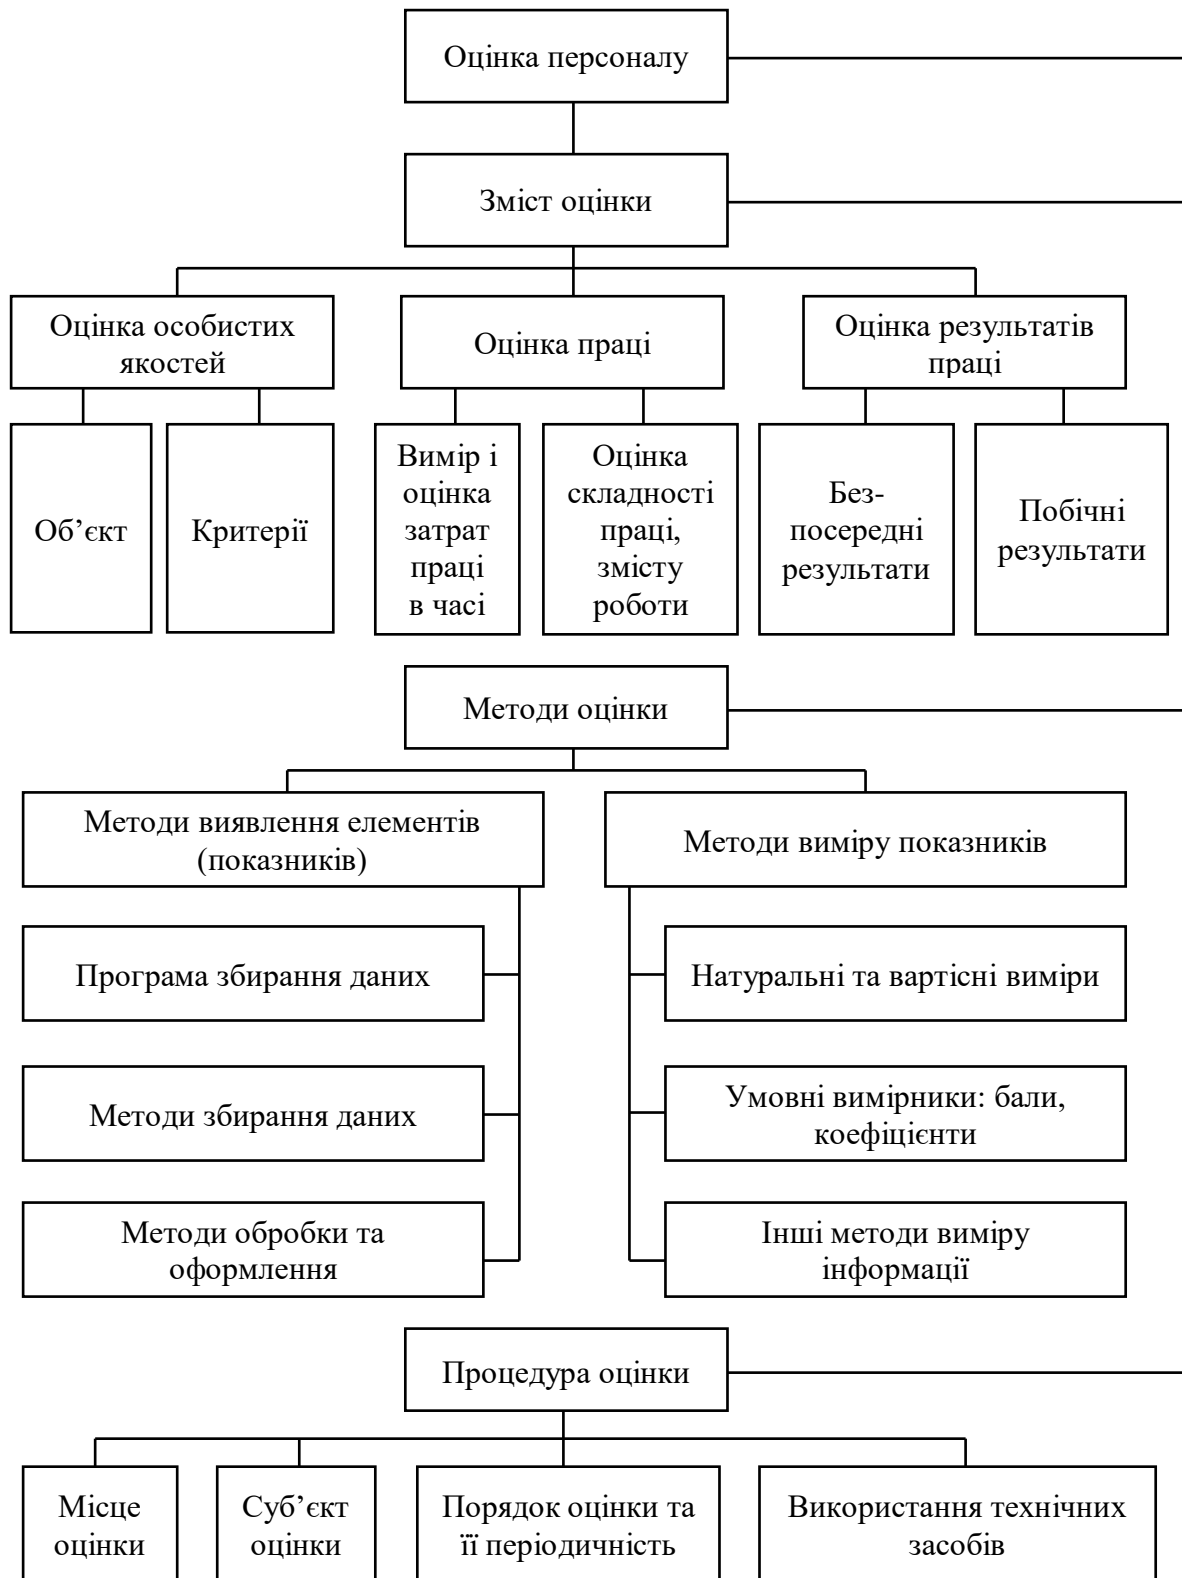 Оцінка персоналу
Зміст оцінки
Оцінка особистих
якостей
Оцінка праці
Оцінка результатів
праці
Об’єкт
Критерії
Вимір і
оцінка
затрат
праці
в часі
Оцінка
складності
праці,
змісту
роботи
Без-
посередні
результати
Побічні
результати
Методи оцінки
Методи виявлення елементів
(показників)
Методи виміру показників
Програма збирання даних
Натуральні та вартісні виміри
Методи збирання даних
Умовні вимірники: бали,
коефіцієнти
Методи обробки та
оформлення
Інші методи виміру
інформації
Процедура оцінки
Місце
оцінки
Суб’єкт
оцінки
Порядок оцінки та
її періодичність
Використання технічних
засобів